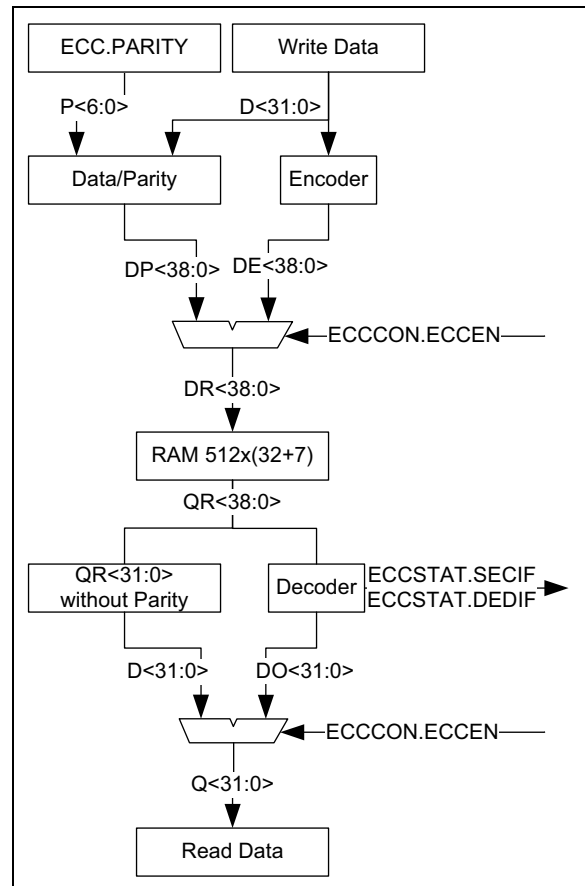 ECC.PARITY
Write Data
P<6:0>
D<31:0>
Data/Parity
Encoder
DP<38:0>
DE<38:0>
ECCCON.ECCEN
DR<38:0>
RAM 512x(32+7)
QR<38:0>
QR<31:0>
without Parity
Decoder
ECCSTAT.SECIF
ECCSTAT.DEDIF
D<31:0>
DO<31:0>
ECCCON.ECCEN
Q<31:0>
Read Data